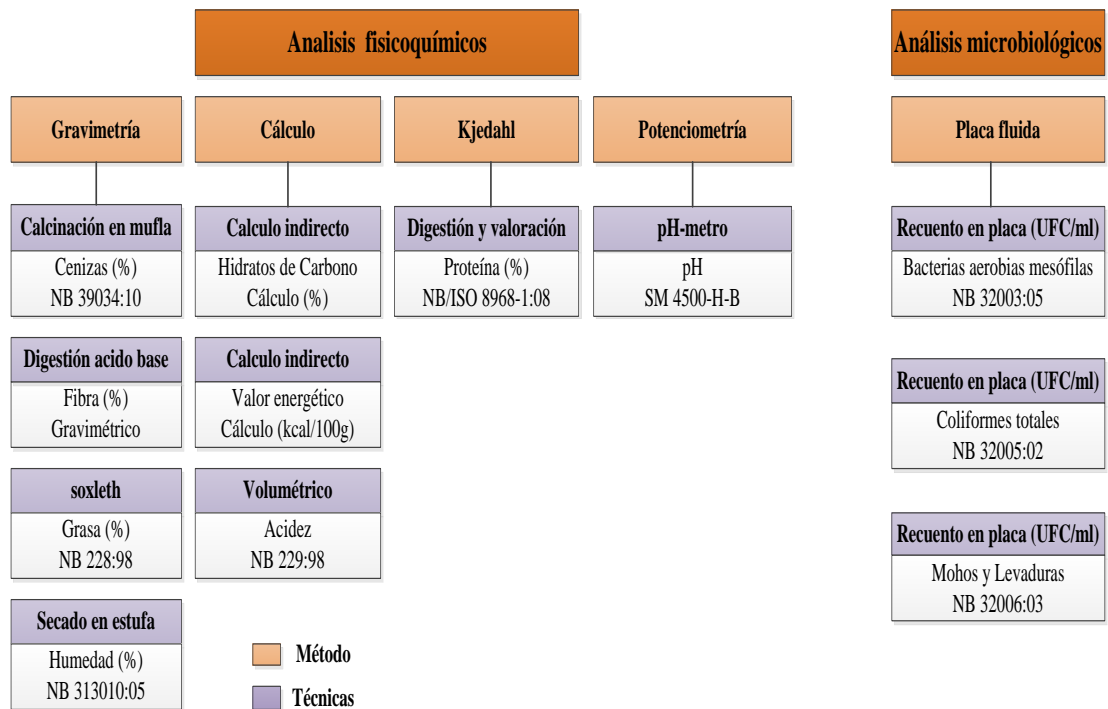 Analisis fisicoquímicos
Análisis microbiológicos
Gravimetría
Cálculo
Kjedahl
Potenciometría
Placa fluida
Calcinación en mufla
Cenizas (%)
NB 39034:10
Calculo indirecto
Hidratos de Carbono
Cálculo (%)
Digestión y valoración
Proteína (%)
NB/ISO 8968-1:08
pH-metro
pH
SM 4500-H-B
Recuento en placa (UFC/ml)
Bacterias aerobias mesófilas
NB 32003:05
Digestión acido base
Fibra (%)
Gravimétrico
Calculo indirecto
Valor energético
Cálculo (kcal/100g)
Recuento en placa (UFC/ml)
Coliformes totales
NB 32005:02
soxleth
Grasa (%)
NB 228:98
Volumétrico
Acidez
NB 229:98
Recuento en placa (UFC/ml)
Mohos y Levaduras
NB 32006:03
Secado en estufa
Humedad (%)
NB 313010:05
Método
Técnicas